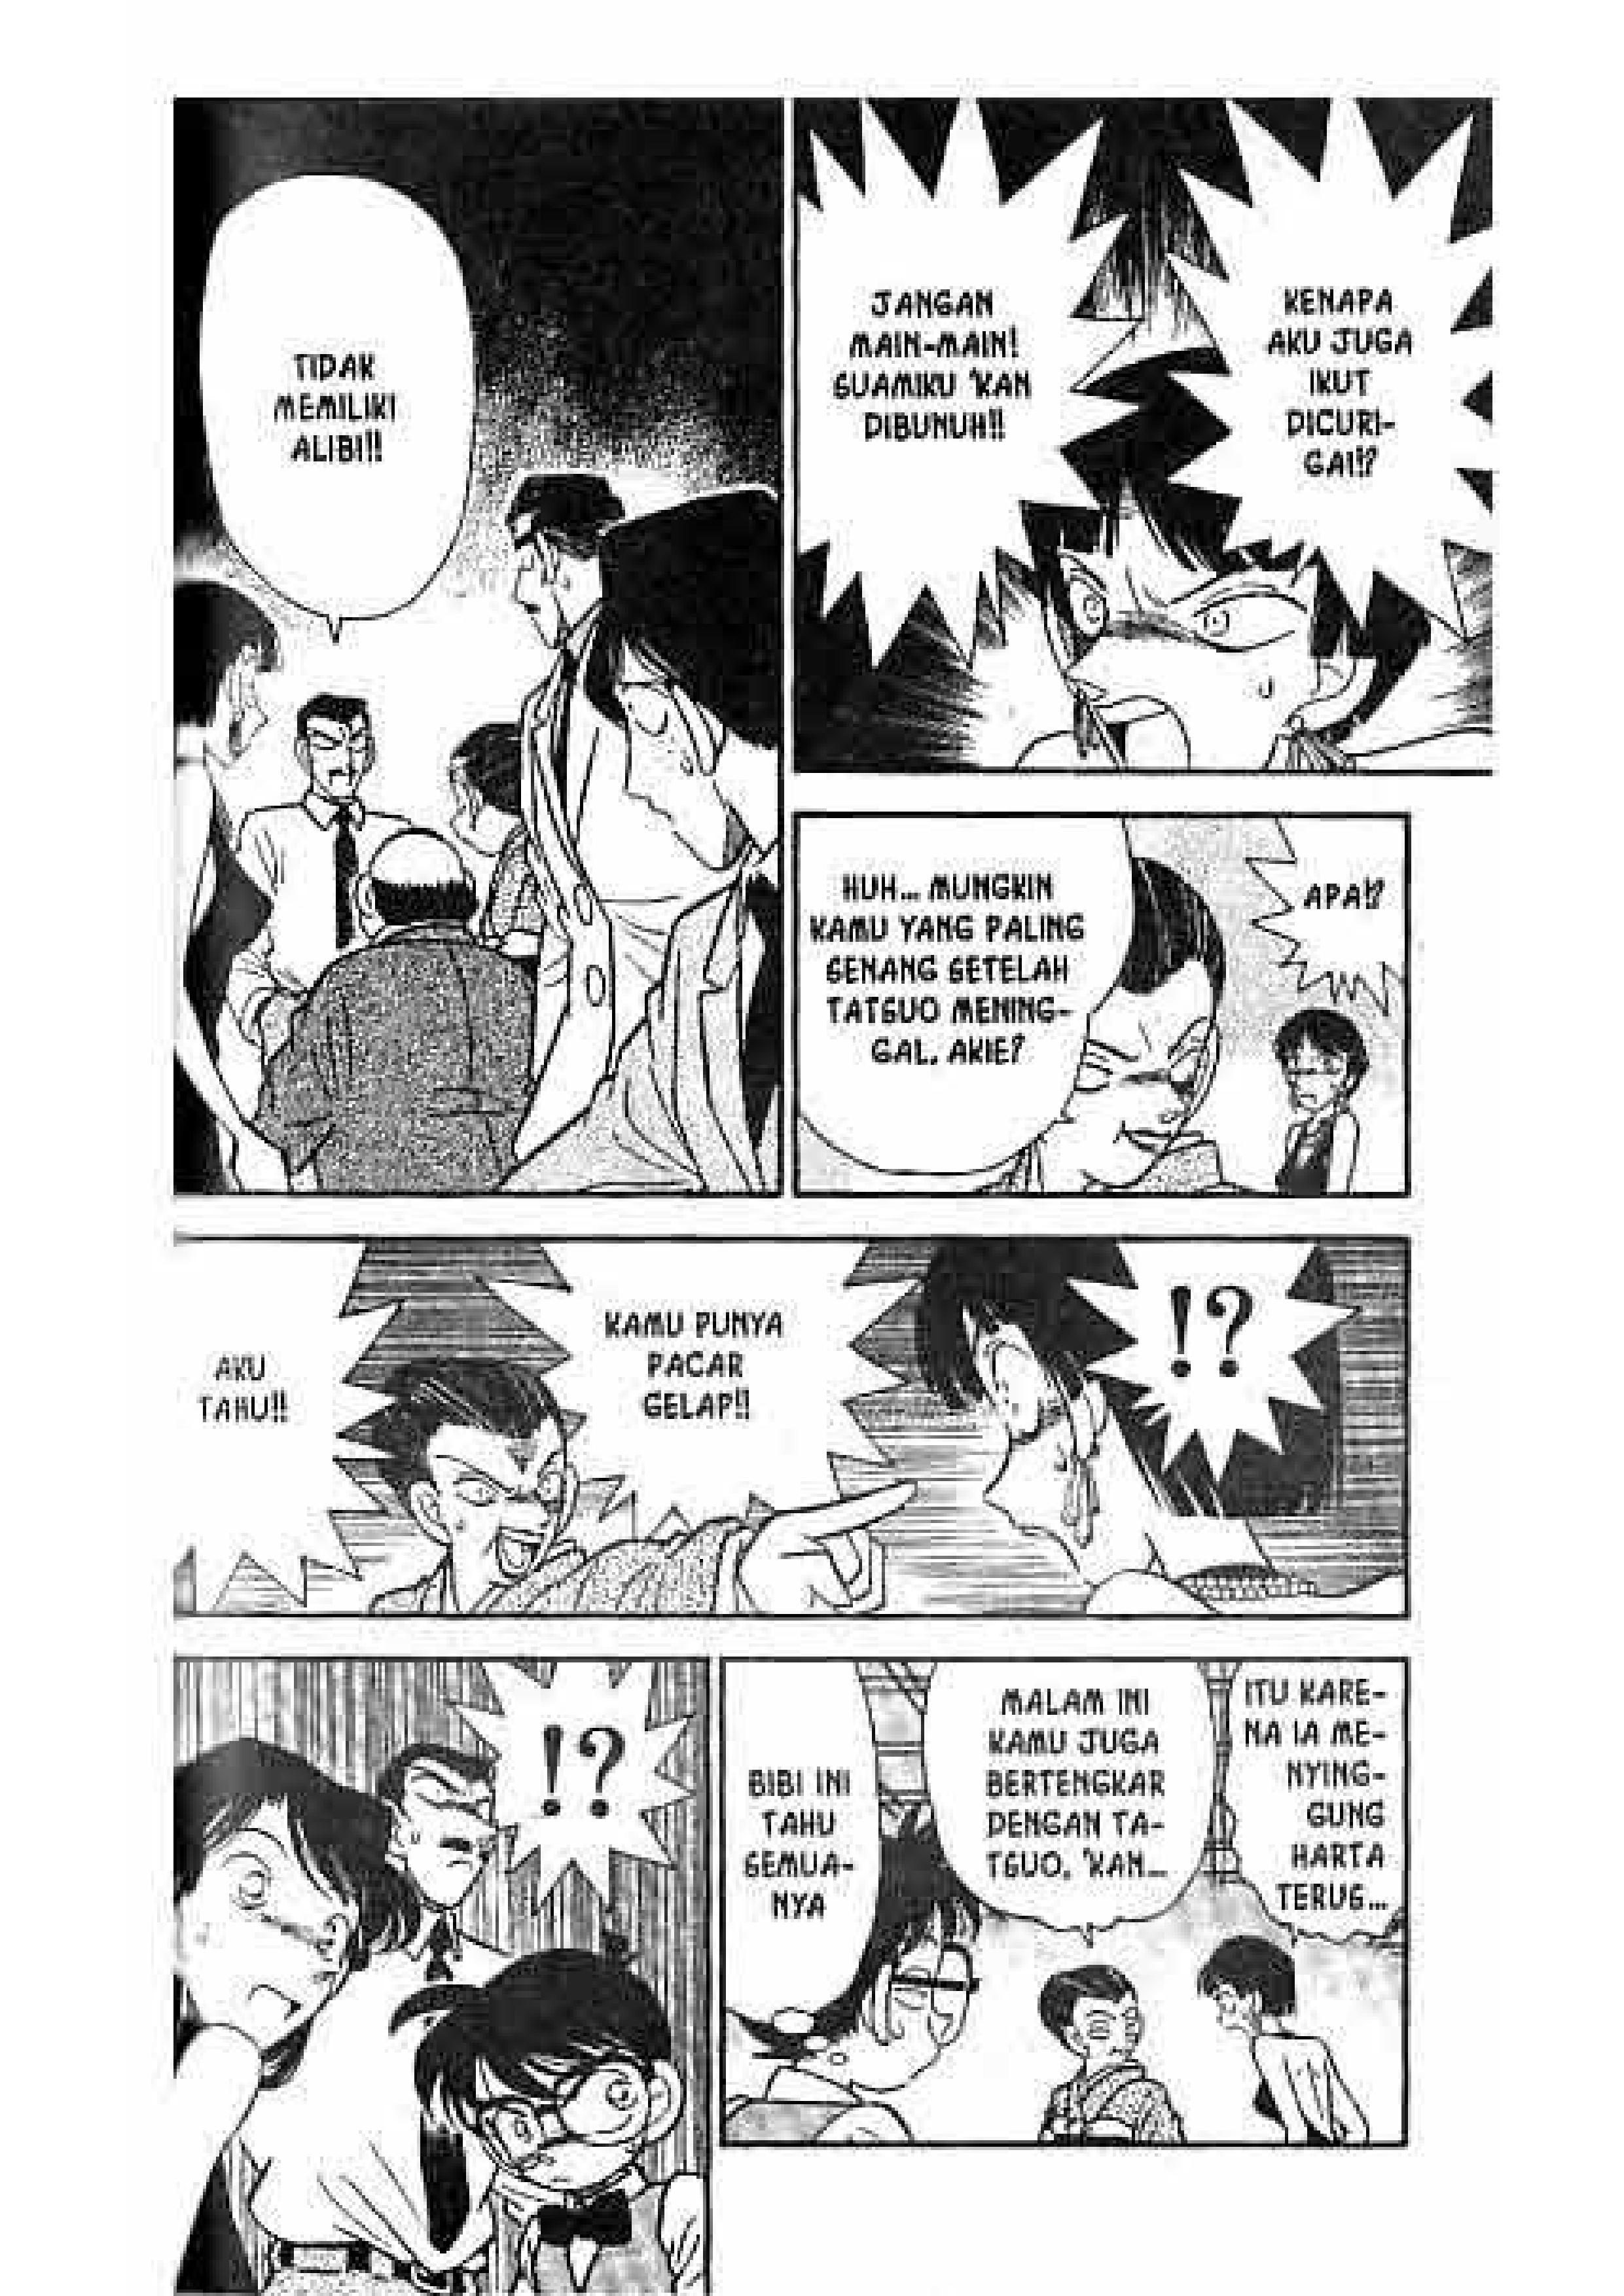 TIDAK
MEMILIKI
ALIBI!!
JANGAN
MAIN-MAIN!
SUAMIKU 'KAN
DIBUNUH!!
KENAPA
AKU JUGA
IKUT
DICURI-
GAI!?
HUH... MUNGKIN
KAMU YANG PALING
SENANG SETELAH
TATSUO MENING-
GAL, AKIE?
APA!?
AKU
TAHU!!
KAMU PUNYA
PACAR
GELAP!!
!?
!?
BIBI INI
TAHU
SEMUA-
NYA
MALAM INI
KAMU JUGA
BERTENGKAR
DENGAN TA-
TSUO, 'KAN...
ITU KARE-
NA IA ME-
NYING-
GUNG
HARTA
TERUS...